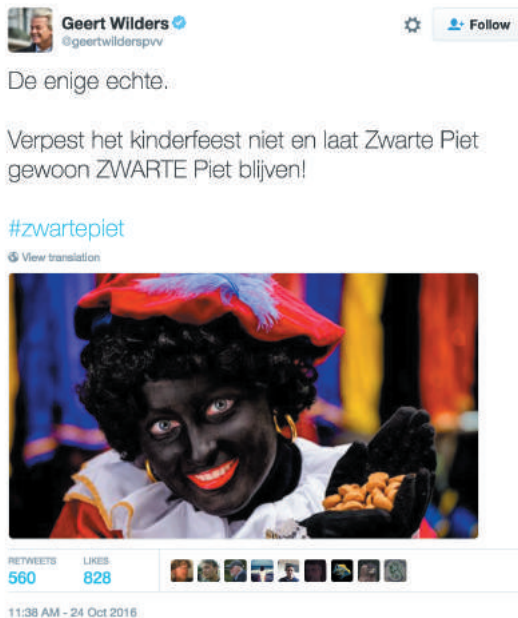 Geert Wilders
@geertwilderspvv
Follow
De enige echte.
Verpest het kinderfeest niet en laat Zwarte Piet
gewoon ZWARTE Piet blijven!
#zwartepiet
View translation
RETWEETS
560
LIKES
828
11:38 AM - 24 Oct 2016